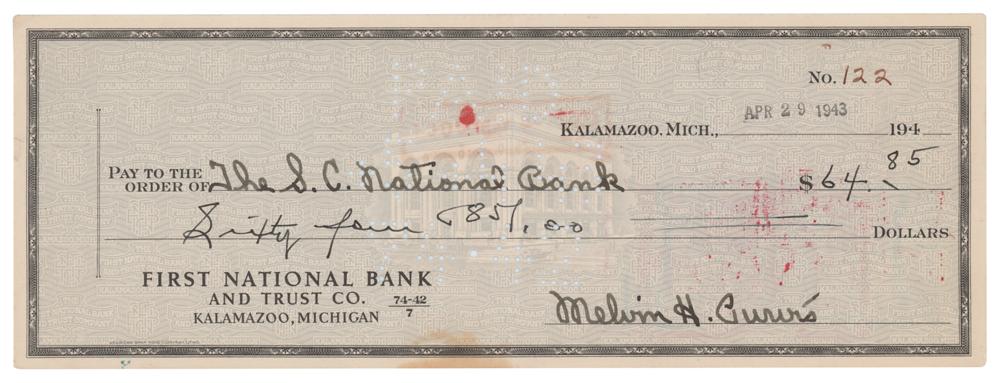 No. 122
APR 29 1943
KALAMAZOO, MICH., 194
PAY TO THE ORDER OF The S. C. National Bank $64.85
Sixty four (85/100 DOLLARS
FIRST NATIONAL BANK
AND TRUST CO. 74-42/7
KALAMAZOO, MICHIGAN
Melvin H. Purvis